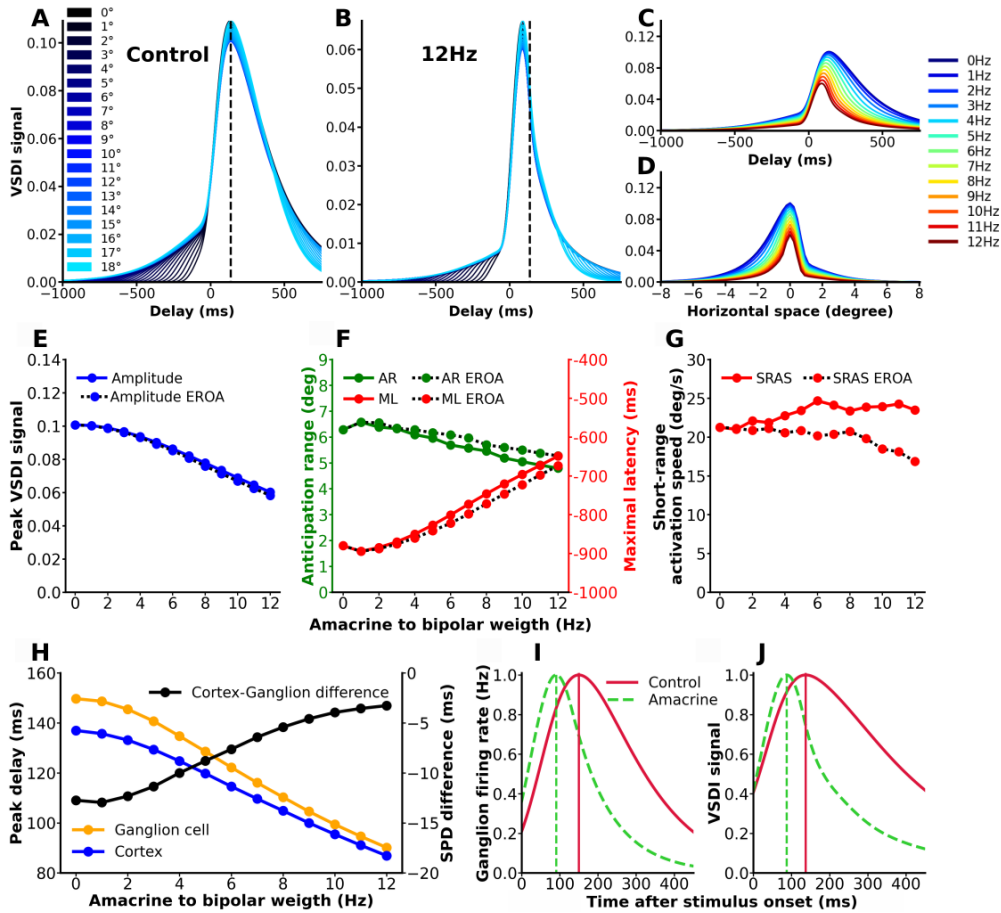 A
B
C
D
E
F
G
H
I
J
VSDI signal
0.10
0.08
0.06
0.04
0.02
0.00
0°
1°
2°
3°
4°
5°
6°
7°
8°
9°
10°
11°
12°
13°
14°
15°
16°
17°
18°
Control
−1000 −500 0 500
Delay (ms)
0.06
0.05
0.04
0.03
0.02
0.01
0.00
12Hz
−1000 −500 0 500
Delay (ms)
0.12
0.08
0.04
0.00
−1000 −500 0 500
Delay (ms)
0.12
0.08
0.04
0.00
−8 −6 −4 −2 0 2 4 6 8
Horizontal space (degree)
0Hz
1Hz
2Hz
3Hz
4Hz
5Hz
6Hz
7Hz
8Hz
9Hz
10Hz
11Hz
12Hz
Peak VSDI signal
0.14
0.12
0.1
0.08
0.06
0.04
0.02
0.0
Amplitude
Amplitude EROA
0 2 4 6 8 10 12
Anticipation range (deg)
9
8
7
6
5
4
3
2
1
0
AR
ML
AR EROA
ML EROA
−400
−500
−600
−700
−800
−900
−1000
Maximal latency (ms)
0 2 4 6 8 10 12
Amacrine to bipolar weigth (Hz)
Short-range
activation speed (deg/s)
30
25
20
15
10
5
0
SRAS
SRAS EROA
0 2 4 6 8 10 12
Peak delay (ms)
160
140
120
100
80
Cortex-Ganglion difference
Ganglion cell
Cortex
0
−5
−10
−15
−20
SPD difference (ms)
0 2 4 6 8 10 12
Amacrine to bipolar weigth (Hz)
Ganglion firing rate (Hz)
1.0
0.8
0.6
0.4
0.2
0.0
Control
Amacrine
0 100 200 300 400
VSDI signal
1.0
0.8
0.6
0.4
0.2
0.0
0 100 200 300 400
Time after stimulus onset (ms)